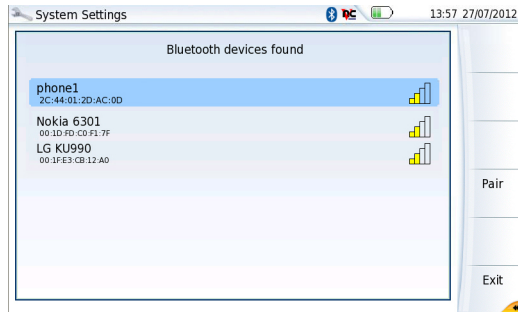 System Settings
13:57 27/07/2012
Bluetooth devices found
phone1
2C:44:01:2D:AC:0D
Nokia 6301
00:1D:FD:C0:F1:7F
LG KU990
00:1F:E3:CB:12:A0
Pair
Exit